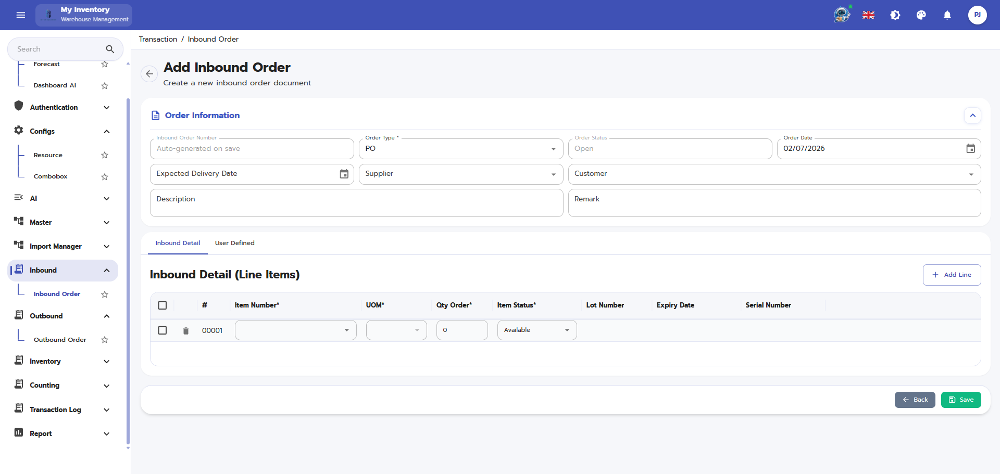 My Inventory
Warehouse Management
PJ
Search
Forecast
Dashboard AI
Authentication
Configs
Resource
Combobox
AI
Master
Import Manager
Inbound
Inbound Order
Outbound
Outbound Order
Inventory
Counting
Transaction Log
Report
Transaction / Inbound Order
Add Inbound Order
Create a new inbound order document
Order Information
Inbound Order Number
Auto-generated on save
Order Type *
PO
Order Status
Open
Order Date
02/07/2026
Expected Delivery Date
Supplier
Customer
Description
Remark
Inbound Detail
User Defined
Inbound Detail (Line Items)
Add Line
# Item Number* UOM* Qty Order* Item Status* Lot Number Expiry Date Serial Number
00001 0 Available
Back
Save